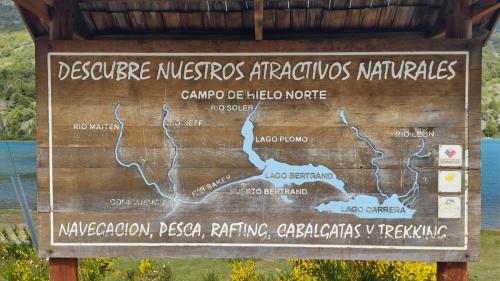 DESCUBRE NUESTROS ATRACTIVOS NATURALES
CAMPO DE HIELO NORTE
RIO SOLER
RIO MAITEN
RIO LEON
LAGO PLOMO
LAGO BERTRAND
RIO BAKER
PUERTO BERTRAND
CONFLUENCIA
LAGO CARRERA
NAVEGACION, PESCA, RAFTING, CABALGATAS Y TREKKING